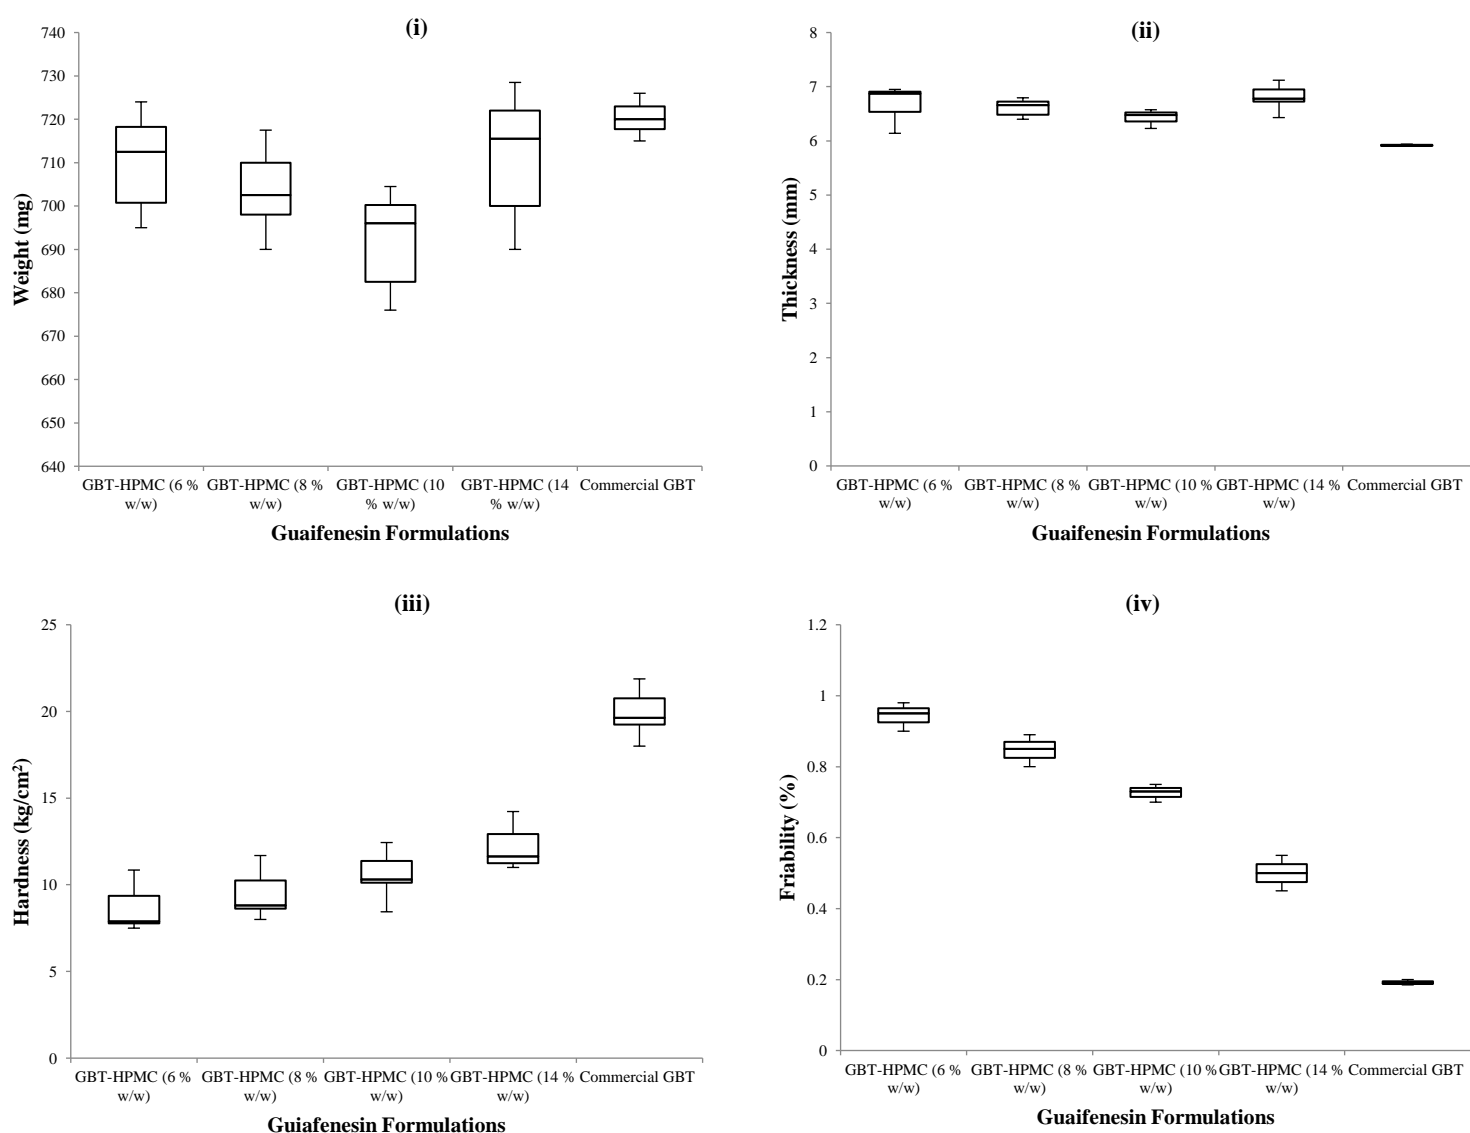 (i)
740
730
720
710
700
690
680
670
660
650
640
Weight (mg)
GBT-HPMC (6 %
w/w)
GBT-HPMC (8 %
w/w)
GBT-HPMC (10
% w/w)
GBT-HPMC (14
% w/w)
Commercial GBT
Guaifenesin Formulations
(ii)
8
7
6
5
4
3
2
1
0
Thickness (mm)
GBT-HPMC (6 %
w/w)
GBT-HPMC (8 %
w/w)
GBT-HPMC (10 %
w/w)
GBT-HPMC (14 %
w/w)
Commercial GBT
Guaifenesin Formulations
(iii)
25
20
15
10
5
0
Hardness (kg/cm²)
GBT-HPMC (6 %
w/w)
GBT-HPMC (8 %
w/w)
GBT-HPMC (10 %
w/w)
GBT-HPMC (14 %
w/w)
Commercial GBT
Guiafenesin Formulations
(iv)
1.2
1
0.8
0.6
0.4
0.2
0
Friability (%)
GBT-HPMC (6 %
w/w)
GBT-HPMC (8 %
w/w)
GBT-HPMC (10 %
w/w)
GBT-HPMC (14 %
w/w)
Commercial GBT
Guaifenesin Formulations